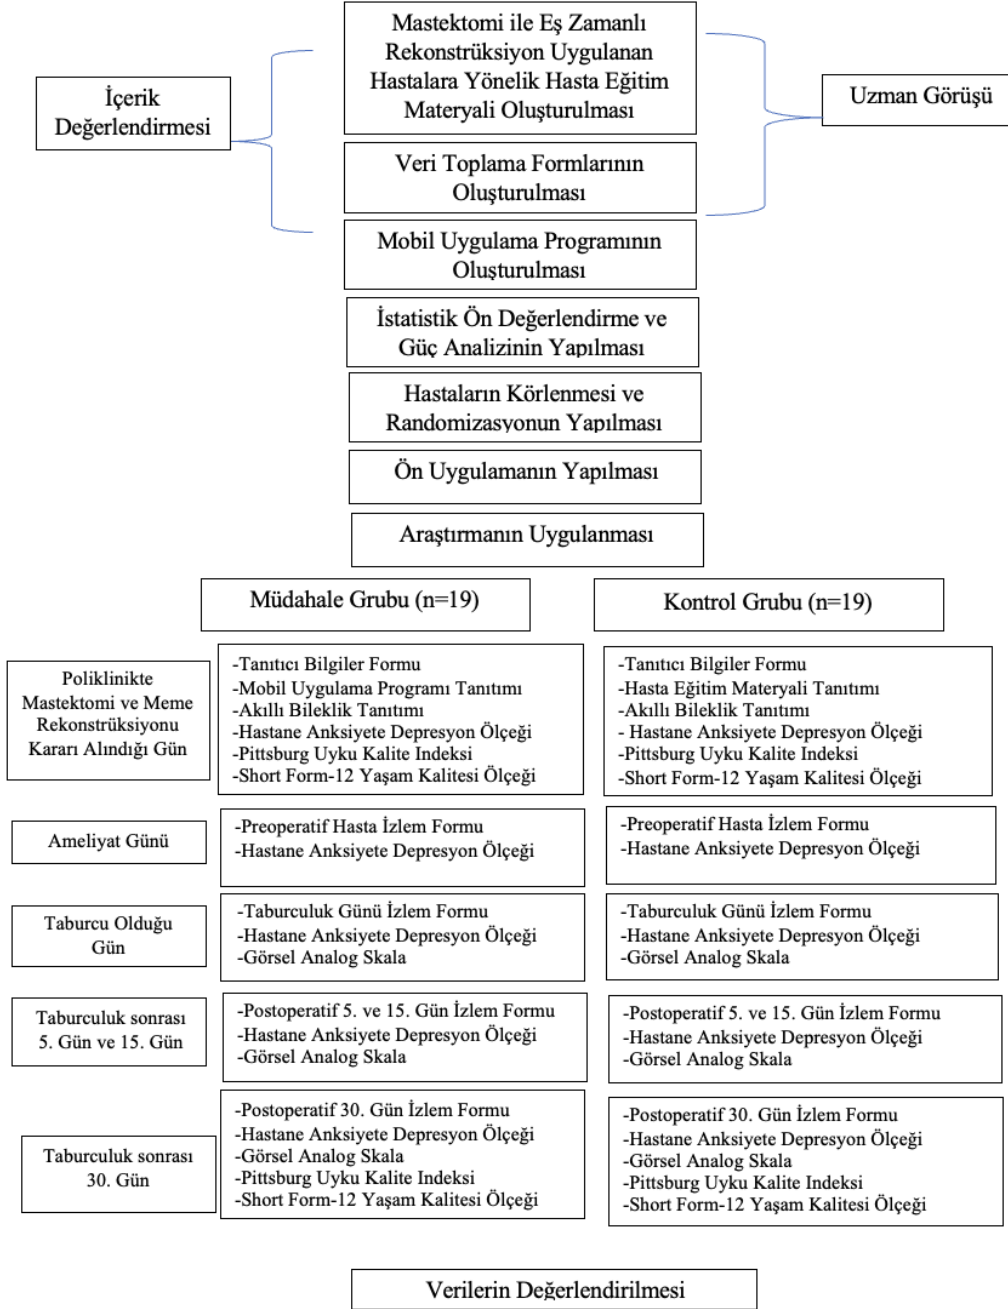 Mastektomi ile Eş Zamanlı
Rekonstrüksiyon Uygulanan
Hastalara Yönelik Hasta Eğitim
Materyali Oluşturulması
İçerik
Değerlendirmesi
Uzman Görüşü
Veri Toplama Formlarının
Oluşturulması
Mobil Uygulama Programının
Oluşturulması
İstatistik Ön Değerlendirme ve
Güç Analizinin Yapılması
Hastaların Körlenmesi ve
Randomizasyonun Yapılması
Ön Uygulamanın Yapılması
Araştırmanın Uygulanması
Müdahale Grubu (n=19)
Kontrol Grubu (n=19)
Poliklinikte
Mastektomi ve Meme
Rekonstrüksiyonu
Kararı Alındığı Gün
-Tanıtıcı Bilgiler Formu
-Mobil Uygulama Programı Tanıtımı
-Akıllı Bileklik Tanıtımı
-Hastane Anksiyete Depresyon Ölçeği
-Pittsburg Uyku Kalite Indeksi
-Short Form-12 Yaşam Kalitesi Ölçeği
-Tanıtıcı Bilgiler Formu
-Hasta Eğitim Materyali Tanıtımı
-Akıllı Bileklik Tanıtımı
- Hastane Anksiyete Depresyon Ölçeği
-Pittsburg Uyku Kalite Indeksi
-Short Form-12 Yaşam Kalitesi Ölçeği
Ameliyat Günü
-Preoperatif Hasta İzlem Formu
-Hastane Anksiyete Depresyon Ölçeği
-Preoperatif Hasta İzlem Formu
-Hastane Anksiyete Depresyon Ölçeği
Taburcu Olduğu
Gün
-Taburculuk Günü İzlem Formu
-Hastane Anksiyete Depresyon Ölçeği
-Görsel Analog Skala
-Taburculuk Günü İzlem Formu
-Hastane Anksiyete Depresyon Ölçeği
-Görsel Analog Skala
Taburculuk sonrası
5. Gün ve 15. Gün
-Postoperatif 5. ve 15. Gün İzlem Formu
-Hastane Anksiyete Depresyon Ölçeği
-Görsel Analog Skala
-Postoperatif 5. ve 15. Gün İzlem Formu
-Hastane Anksiyete Depresyon Ölçeği
-Görsel Analog Skala
Taburculuk sonrası
30. Gün
-Postoperatif 30. Gün İzlem Formu
-Hastane Anksiyete Depresyon Ölçeği
-Görsel Analog Skala
-Pittsburg Uyku Kalite Indeksi
-Short Form-12 Yaşam Kalitesi Ölçeği
-Postoperatif 30. Gün İzlem Formu
-Hastane Anksiyete Depresyon Ölçeği
-Görsel Analog Skala
-Pittsburg Uyku Kalite Indeksi
-Short Form-12 Yaşam Kalitesi Ölçeği
Verilerin Değerlendirilmesi